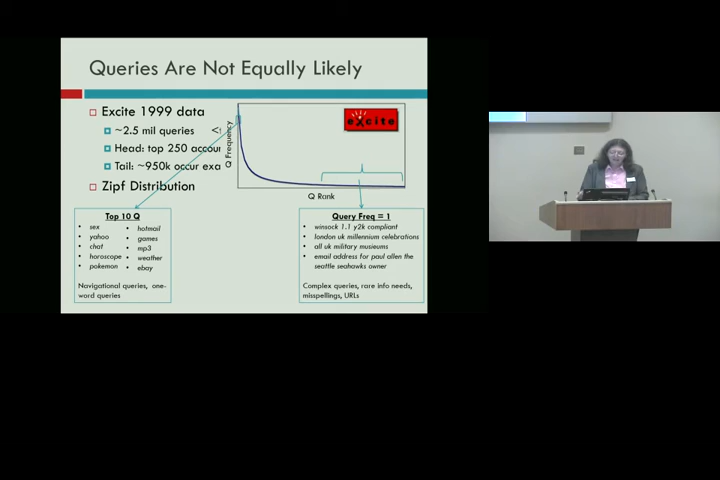 Queries Are Not Equally Likely
Excite 1999 data
~2.5 mil queries
Head: top 250 accou
Tail: ~950k occur exa
Zipf Distribution
excite
Q Frequency
Q Rank
Top 10 Q
sex
yahoo
chat
horoscope
pokemon
hotmail
games
mp3
weather
ebay
Navigational queries, one-
word queries
Query Freq = 1
winsock 1.1 y2k compliant
london uk millennium celebrations
all uk military musieums
email address for paul allen the
seattle seahawks owner
Complex queries, rare info needs,
misspellings, URLs